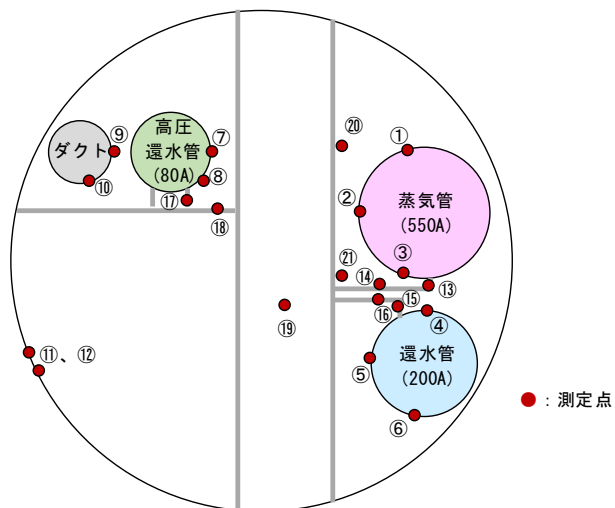 高圧
還水管
(80A)
ダクト
⑨
⑩
⑦
⑧
⑰
⑱
⑳
①
②
蒸気管
(550A)
③
㉑
⑭
⑬
⑮
⑯
④
⑲
⑤
還水管
(200A)
⑥
⑪、⑫
：測定点